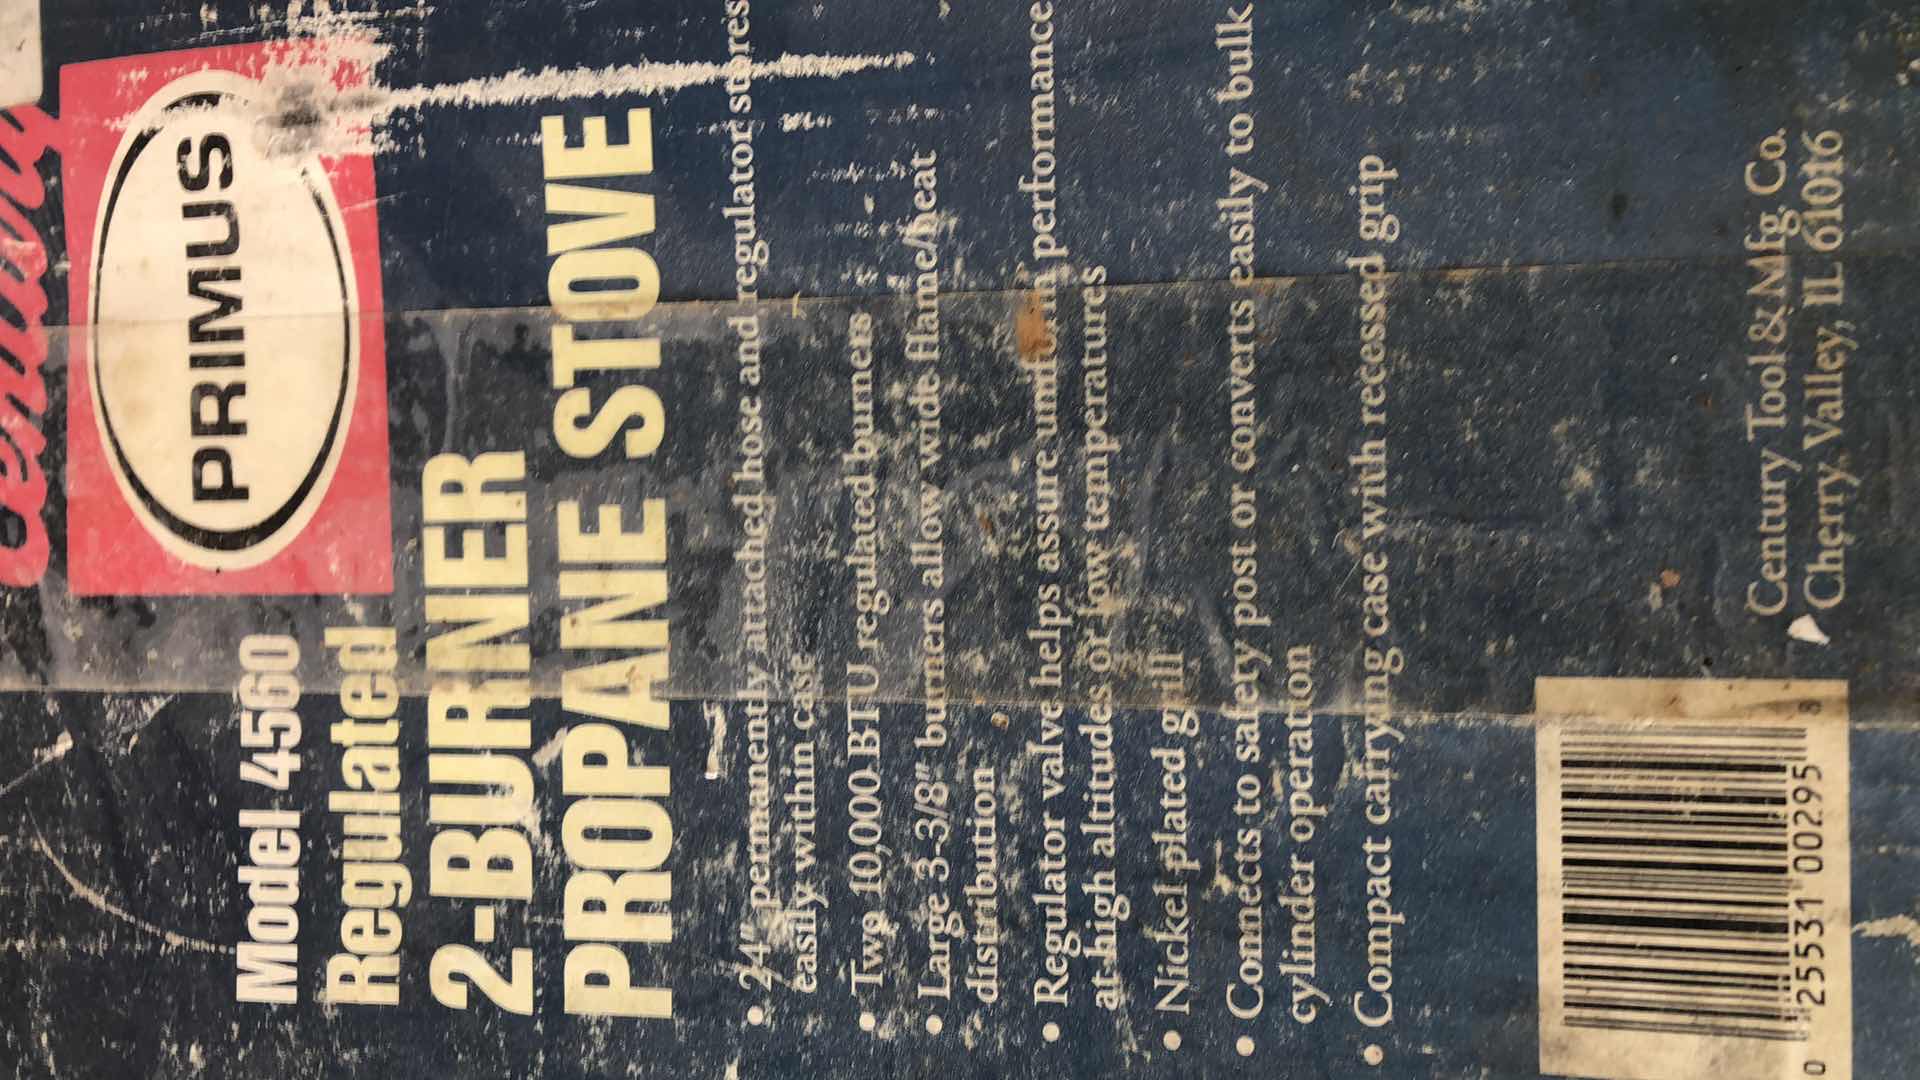 Century
PRIMUS
Model 4560
Regulated
2-BURNER
PROPANE STOVE
• 24" permanently attached hose and regulator stores
easily within case
• Two 10,000 BTU regulated burners
• Large 3-3/8" burners allow wide flame/heat
distribution
• Regulator valve helps assure uniform performance
at high altitudes or low temperatures
• Nickel plated grill
• Connects to safety post or converts easily to bulk
cylinder operation
• Compact carrying case with recessed grip
Century Tool & Mfg. Co.
Cherry Valley, IL 61016
0 25531 00295 8